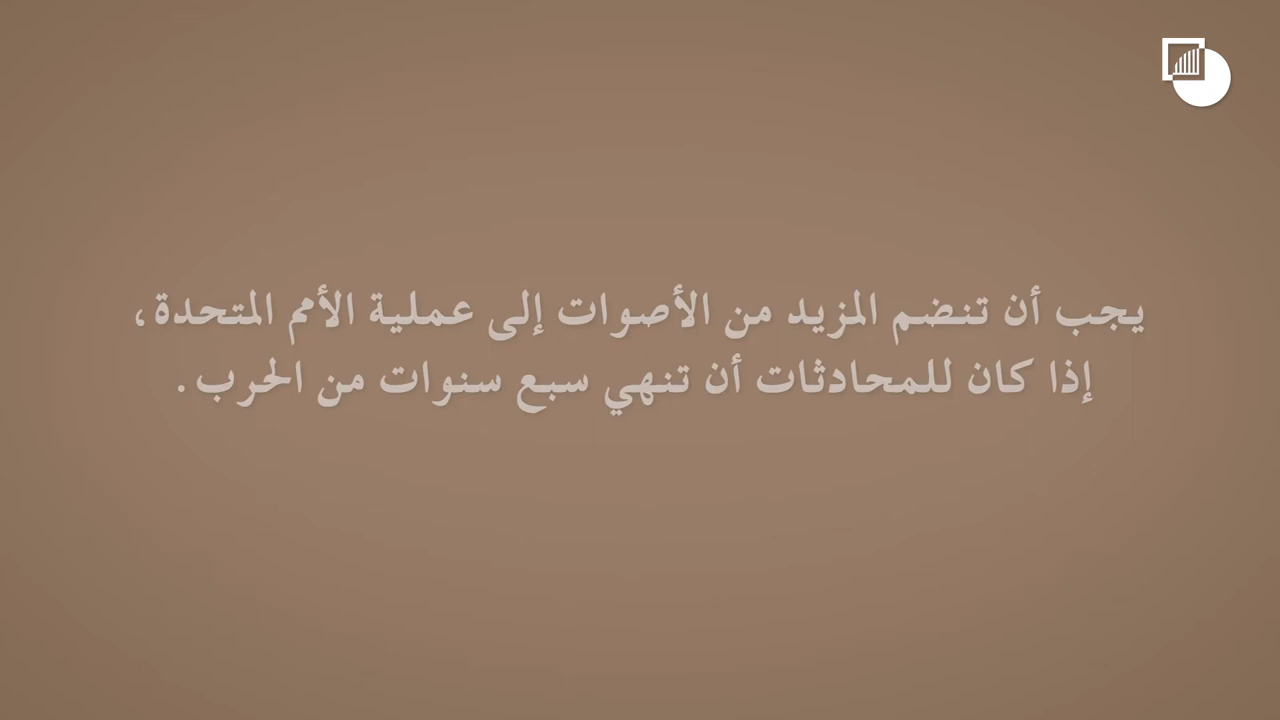 يجب أن تنضم المزيد من الأصوات إلى عملية الأمم المتحدة،
إذا كان للمحادثات أن تنهي سبع سنوات من الحرب.